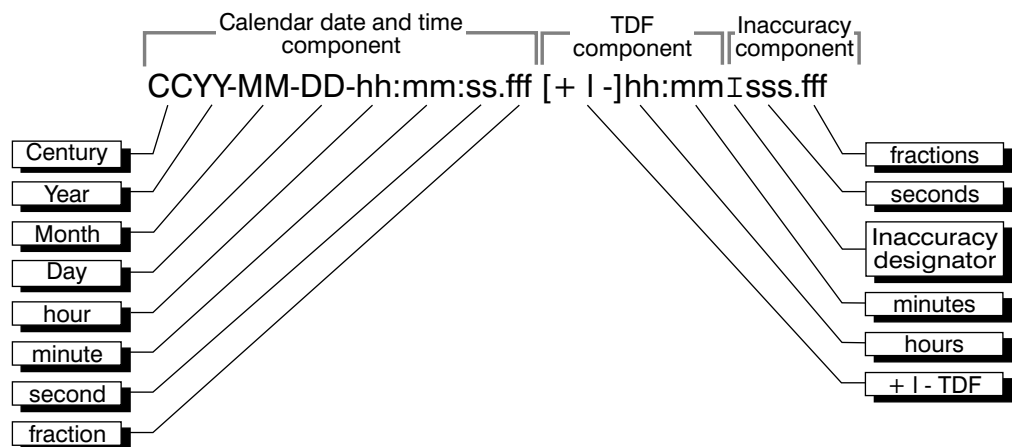 Calendar date and time
component
TDF
component
Inaccuracy
component
CCYY-MM-DD-hh:mm:ss.fff [+ I -]hh:mmIsss.fff
Century
Year
Month
Day
hour
minute
second
fraction
fractions
seconds
Inaccuracy
designator
minutes
hours
+ I - TDF